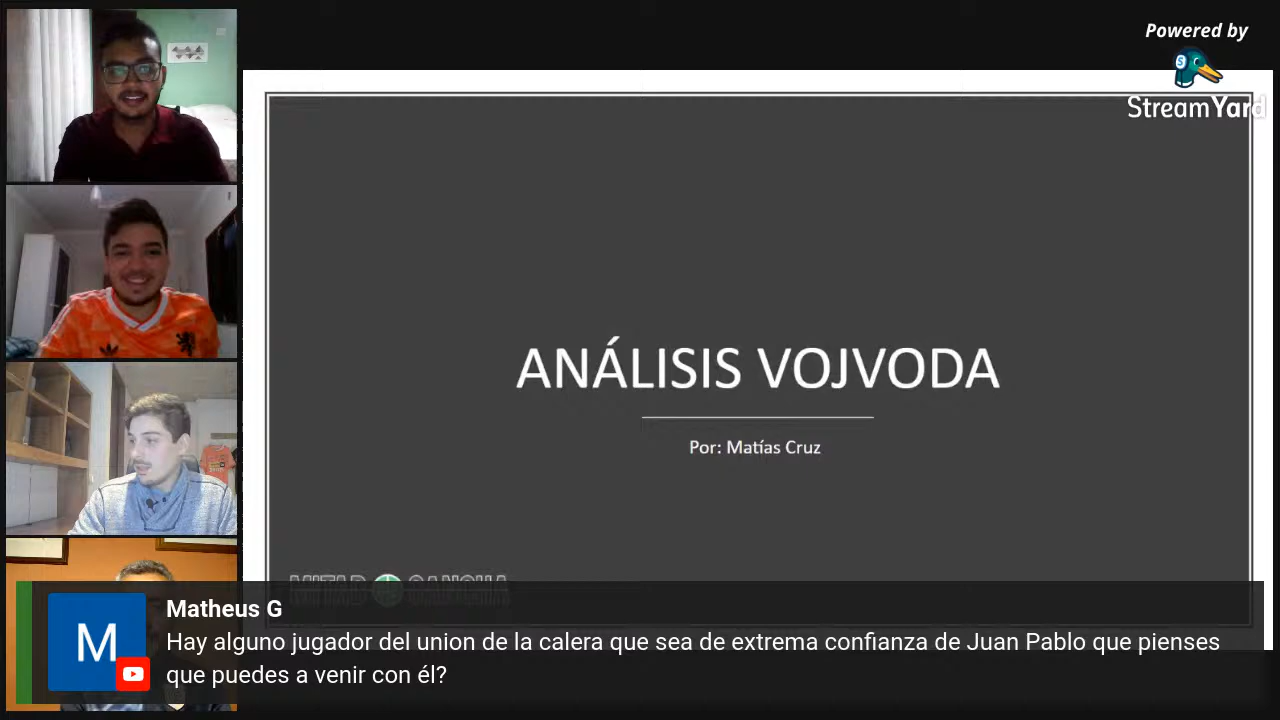 Powered by
StreamYard
ANÁLISIS VOJVODA
Por: Matías Cruz
Matheus G
M
Hay alguno jugador del union de la calera que sea de extrema confianza de Juan Pablo que pienses
que puedes a venir con él?